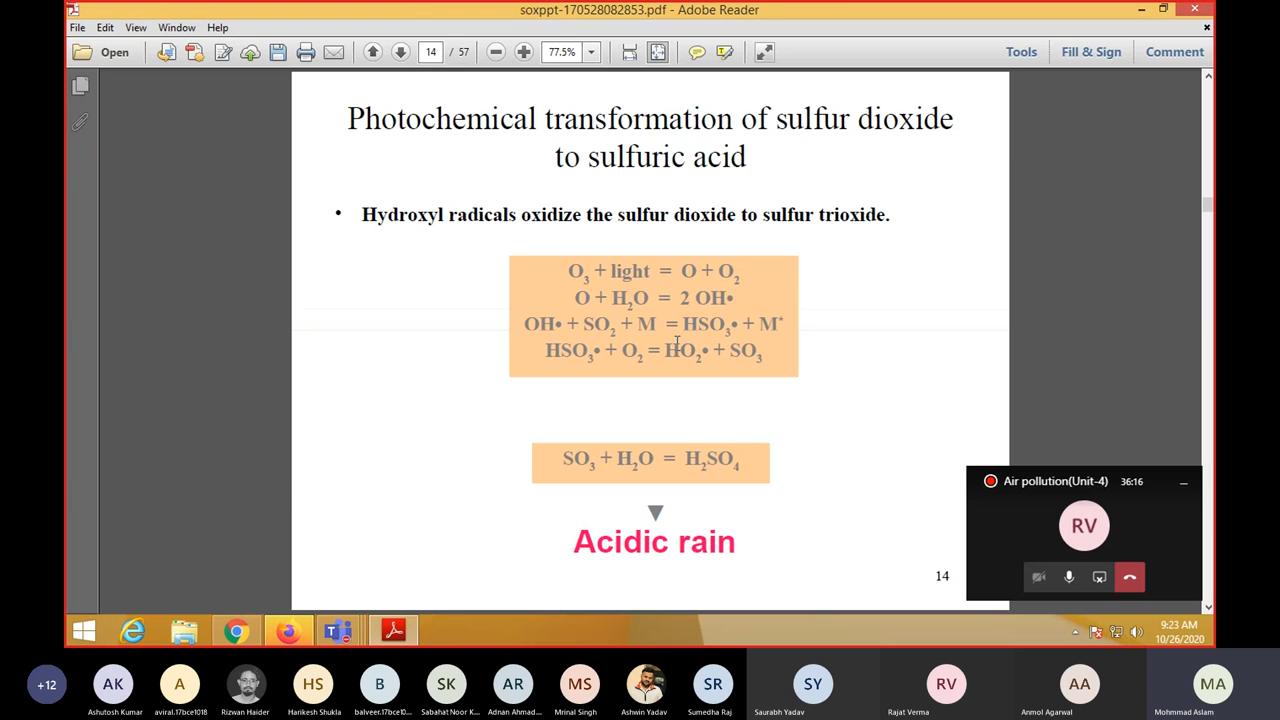 soxppt-170528082853.pdf - Adobe Reader
File Edit View Window Help
Open 14 / 57 77.5% Tools Fill & Sign Comment
Photochemical transformation of sulfur dioxide
to sulfuric acid
• Hydroxyl radicals oxidize the sulfur dioxide to sulfur trioxide.
O₃ + light = O + O₂
O + H₂O = 2 OH•
OH• + SO₂ + M = HSO₃• + M*
HSO₃• + O₂ = HO₂• + SO₃
SO₃ + H₂O = H₂SO₄
Acidic rain
14
Air pollution(Unit-4) 36:16
RV
9:23 AM
10/26/2020
+12 AK A HS B SK AR MS SR SY RV AA MA
Ashutosh Kumar aviral.17bce1018 Rizwan Haider Harikesh Shukla balveer.17bce10... Sabahat Noor K... Adnan Ahmad... Mrinal Singh Ashwin Yadav Sumedha Raj Saurabh Yadav Rajat Verma Anmol Agarwal Mohmmad Aslam